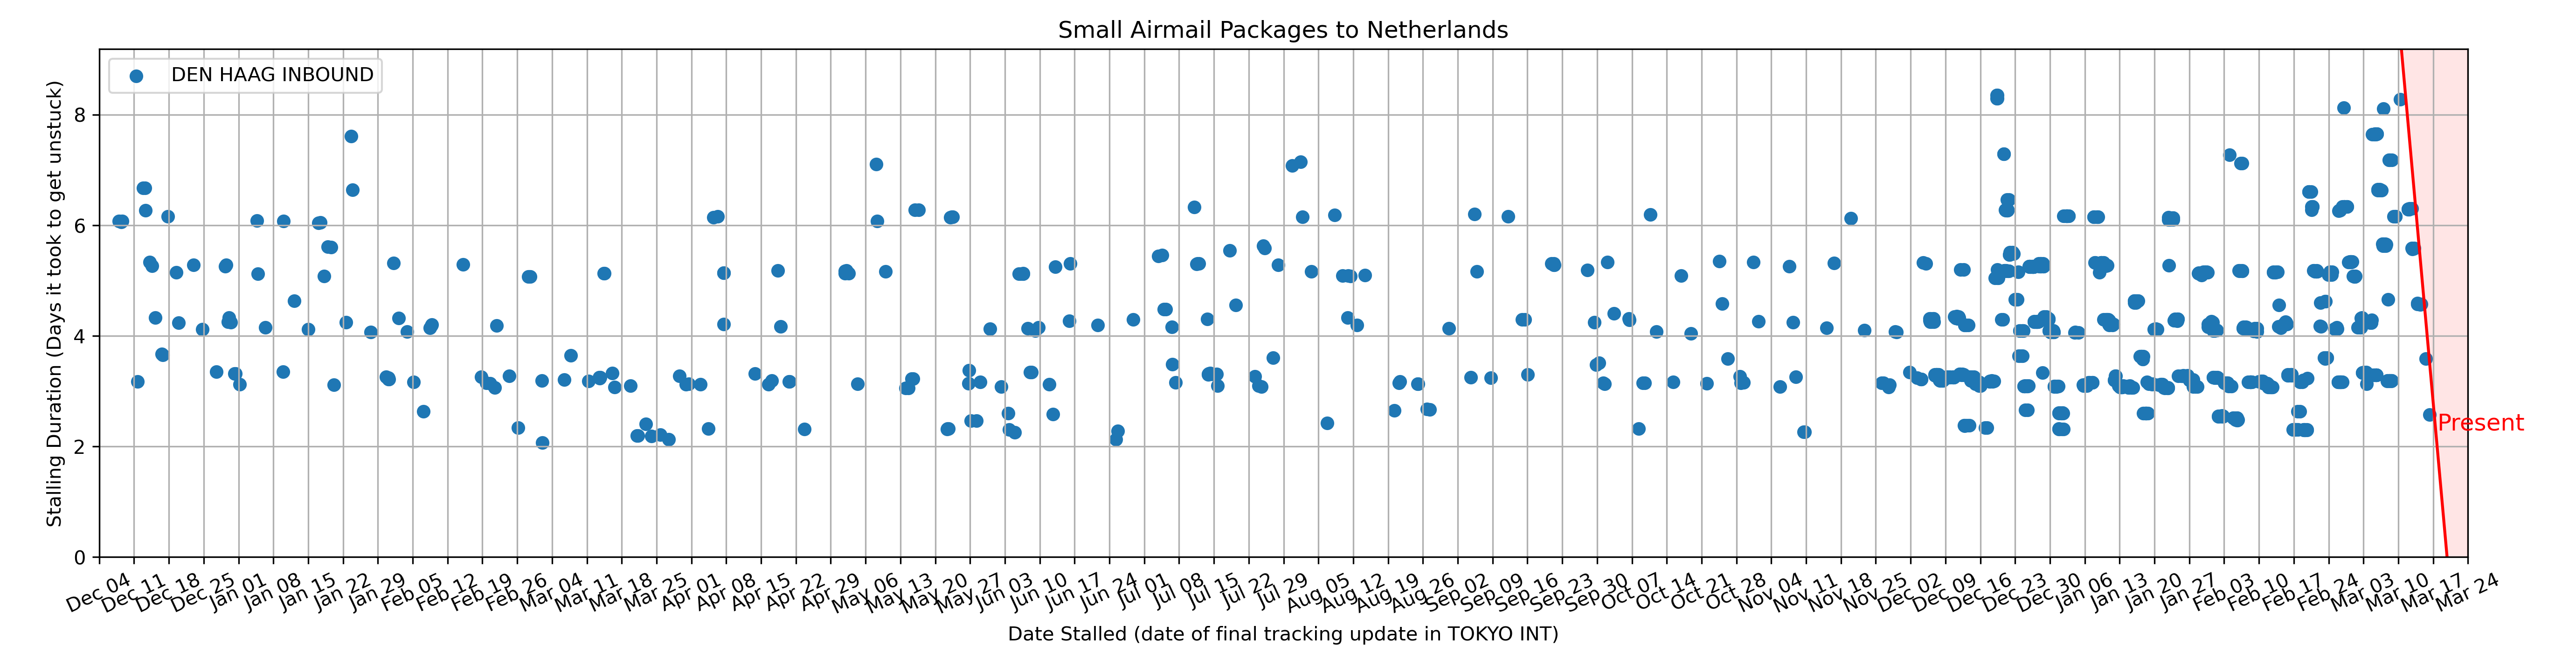 Small Airmail Packages to Netherlands
DEN HAAG INBOUND
Stalling Duration (Days it took to get unstuck)
8
6
4
2
0
Present
Dec 04
Dec 11
Dec 18
Dec 25
Jan 01
Jan 08
Jan 15
Jan 22
Jan 29
Feb 05
Feb 12
Feb 19
Feb 26
Mar 04
Mar 11
Mar 18
Mar 25
Apr 01
Apr 08
Apr 15
Apr 22
Apr 29
May 06
May 13
May 20
May 27
Jun 03
Jun 10
Jun 17
Jun 24
Jul 01
Jul 08
Jul 15
Jul 22
Jul 29
Aug 05
Aug 12
Aug 19
Aug 26
Sep 02
Sep 09
Sep 16
Sep 23
Sep 30
Oct 07
Oct 14
Oct 21
Oct 28
Nov 04
Nov 11
Nov 18
Nov 25
Dec 02
Dec 09
Dec 16
Dec 23
Dec 30
Jan 06
Jan 13
Jan 20
Jan 27
Feb 03
Feb 10
Feb 17
Feb 24
Mar 03
Mar 10
Mar 17
Mar 24
Date Stalled (date of final tracking update in TOKYO INT)